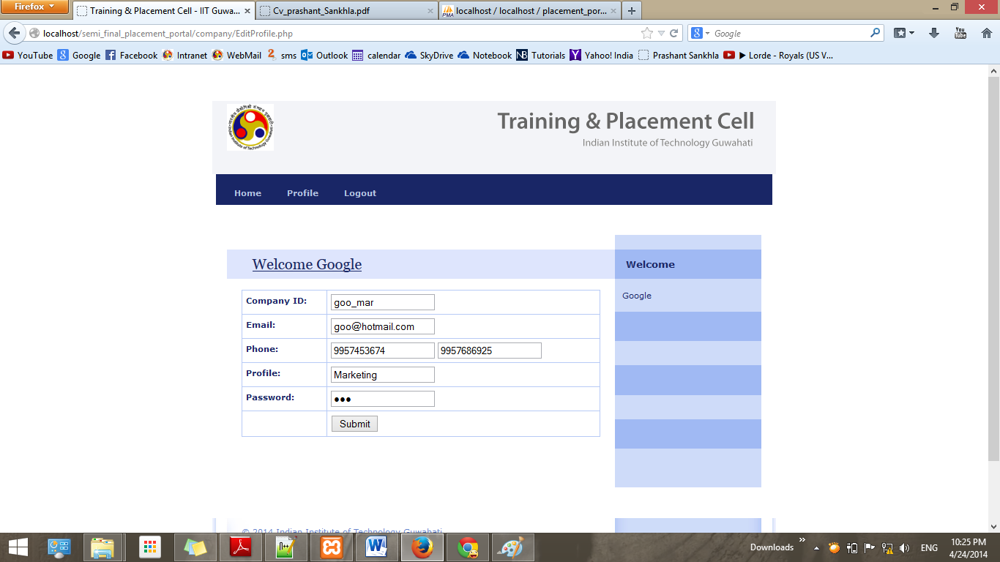 Firefox
Training & Placement Cell - IIT Guwa...
Cv_prashant_Sankhla.pdf
localhost / localhost / placement_por...
localhost/semi_final_placement_portal/company/EditProfile.php
Google
YouTube Google Facebook Intranet WebMail sms Outlook calendar SkyDrive Notebook Tutorials Yahoo! India Prashant Sankhla ▶ Lorde - Royals (US V...
Training & Placement Cell
Indian Institute of Technology Guwahati
Home Profile Logout
Welcome Google
Welcome
Google
Company ID: goo_mar
Email: goo@hotmail.com
Phone: 9957453674 9957686925
Profile: Marketing
Password: ●●●
Submit
© 2014 Indian Institute of Technology Guwahati
Downloads
ENG
10:25 PM
4/24/2014